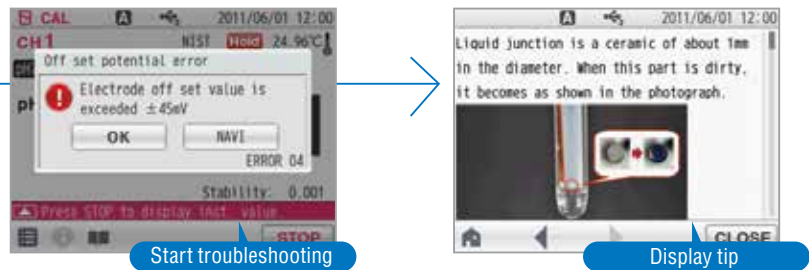 CAL A 2011/06/01 12:00
CH1 NIST Hold 24.96℃
Off set potential error
pH
Electrode off set value is
exceeded ±45mV
OK NAVI
ERROR 04
Stability: 0.001
Press STOP to display inst. value
STOP
Start troubleshooting
A 2011/06/01 12:00
Liquid junction is a ceramic of about 1mm
in the diameter. When this part is dirty,
it becomes as shown in the photograph.
CLOSE
Display tip